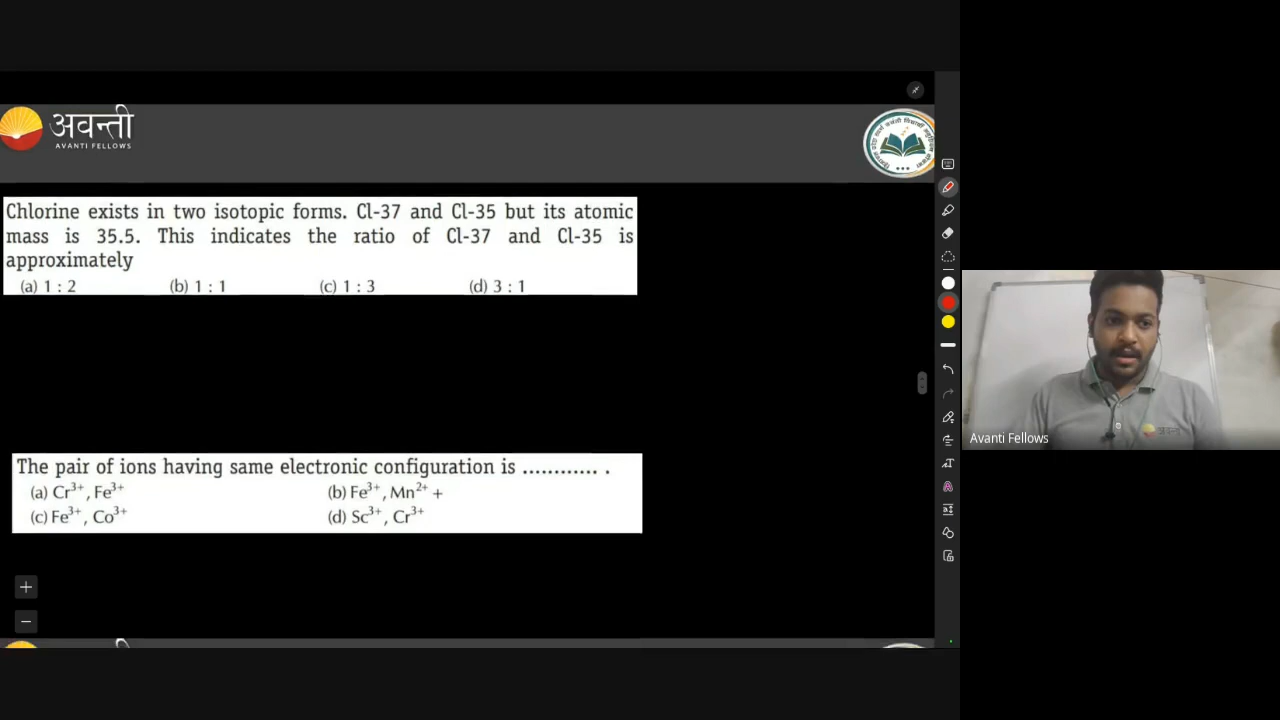 अवन्ती
AVANTI FELLOWS
Chlorine exists in two isotopic forms. Cl-37 and Cl-35 but its atomic
mass is 35.5. This indicates the ratio of Cl-37 and Cl-35 is
approximately
(a) 1 : 2 (b) 1 : 1 (c) 1 : 3 (d) 3 : 1
The pair of ions having same electronic configuration is ............ .
(a) Cr³⁺, Fe³⁺ (b) Fe³⁺, Mn²⁺ +
(c) Fe³⁺, Co³⁺ (d) Sc³⁺, Cr³⁺
Avanti Fellows